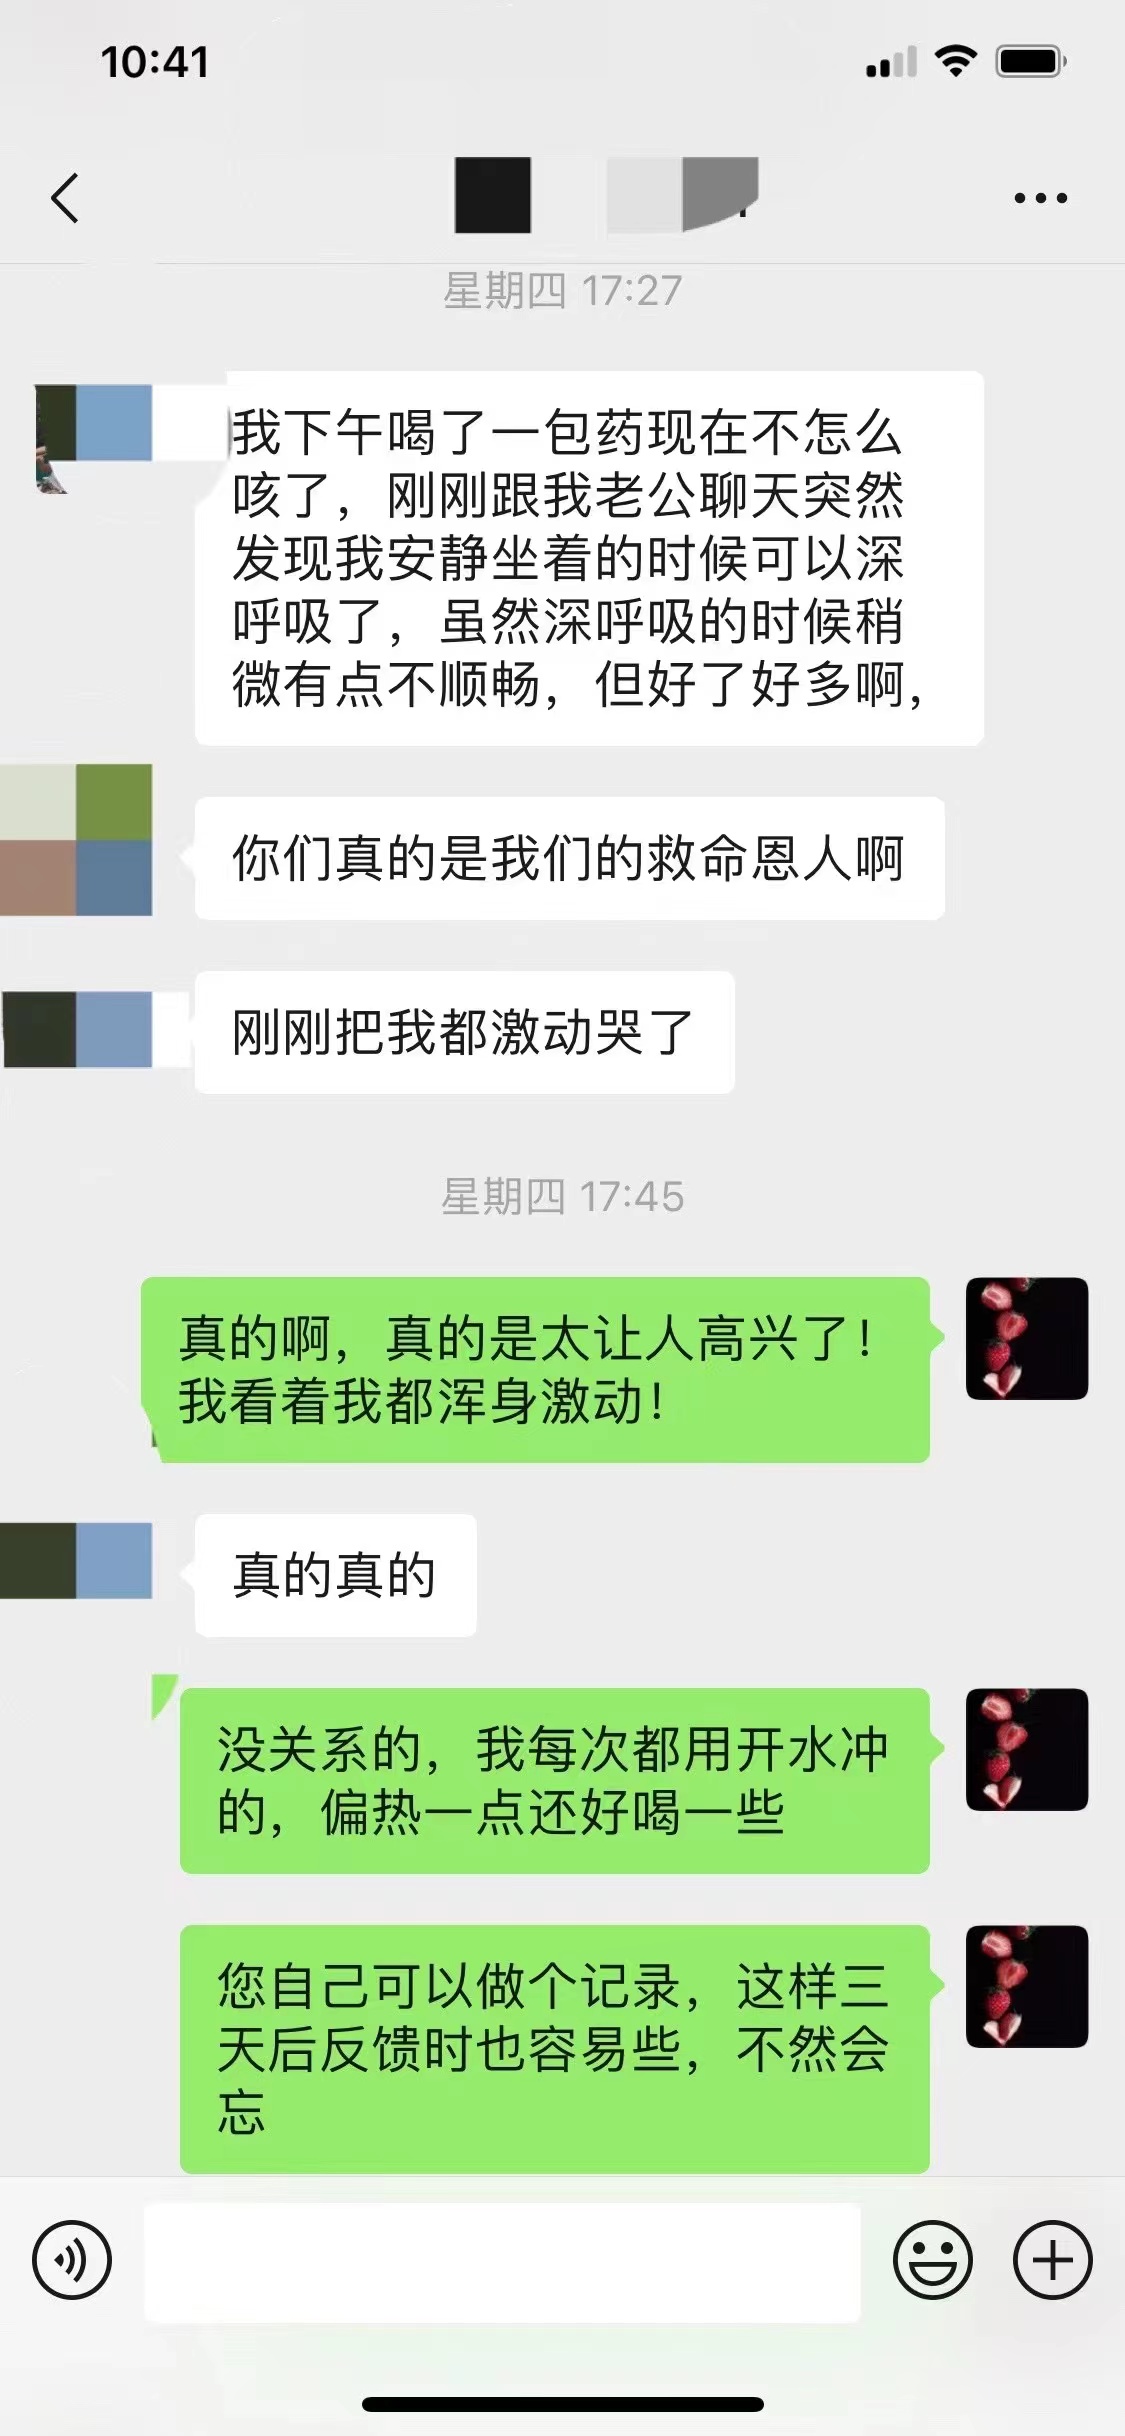 10:41
星期四 17:27
我下午喝了一包药现在不怎么
咳了，刚刚跟我老公聊天突然
发现我安静坐着的时候可以深
呼吸了，虽然深呼吸的时候稍
微有点不顺畅，但好了好多啊，
你们真的是我们的救命恩人啊
刚刚把我都激动哭了
星期四 17:45
真的啊，真的是太让人高兴了！
我看着我都浑身激动！
真的真的
没关系的，我每次都用开水冲
的，偏热一点还好喝一些
您自己可以做个记录，这样三
天后反馈时也容易些，不然会
忘